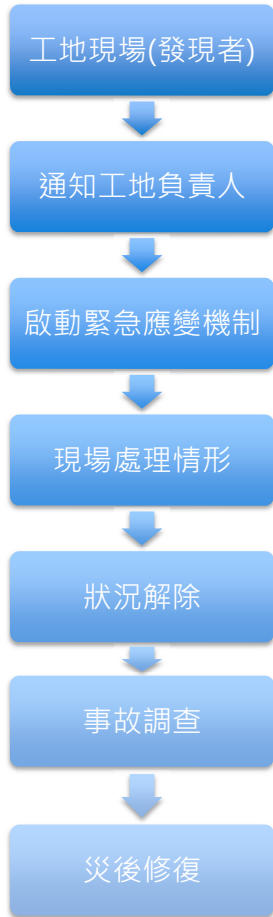 工地現場(發現者)
通知工地負責人
啟動緊急應變機制
現場處理情形
狀況解除
事故調查
災後修復